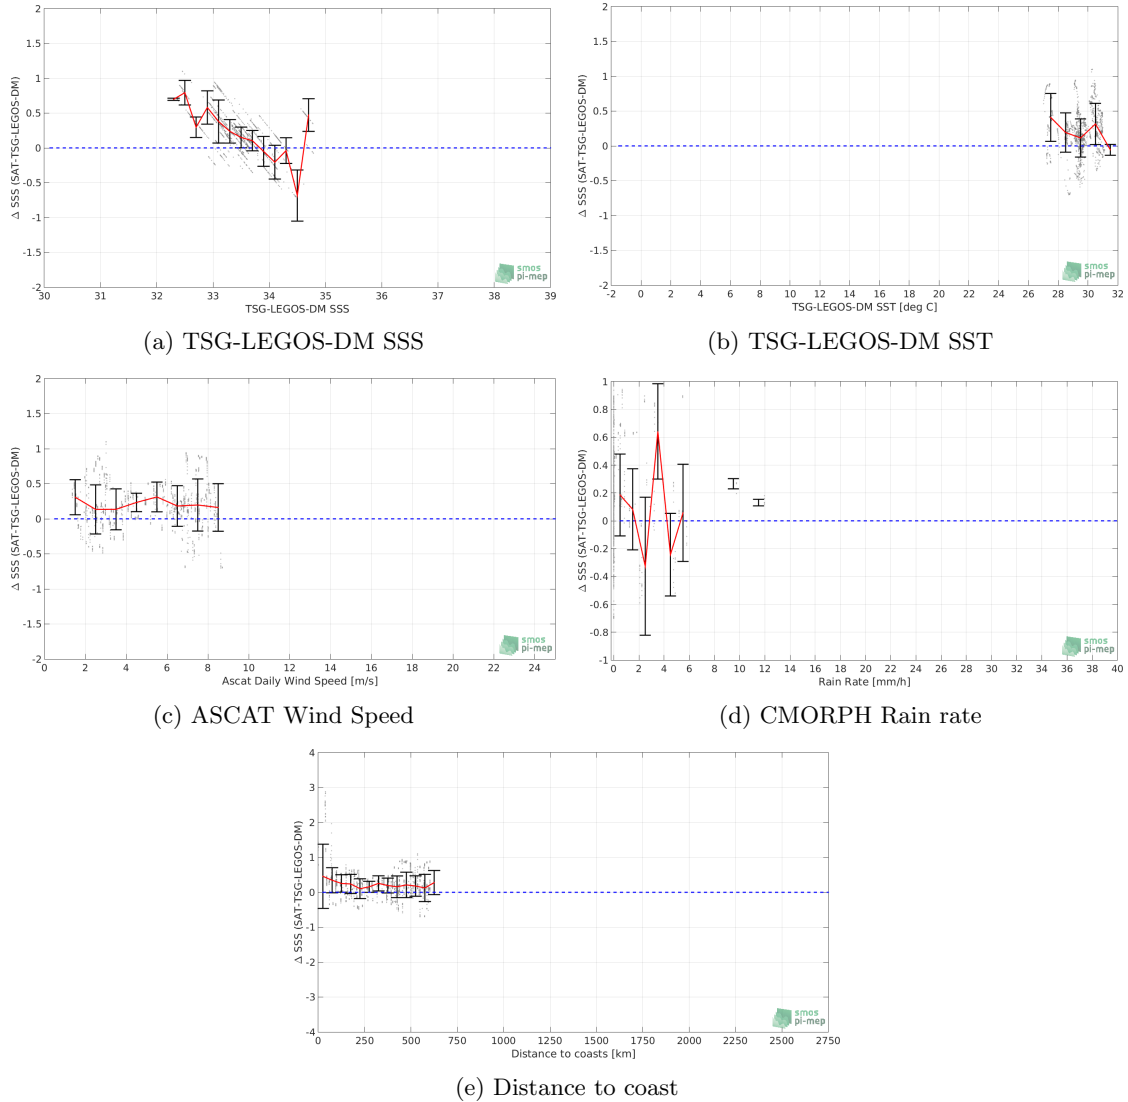 2
1.5
1
0.5
0
-0.5
-1
-1.5
-2
Δ SSS (SAT-TSG-LEGOS-DM)
30 31 32 33 34 35 36 37 38 39
TSG-LEGOS-DM SSS
smos
pi-mep
(a) TSG-LEGOS-DM SSS
2
1.5
1
0.5
0
-0.5
-1
-1.5
-2
Δ SSS (SAT-TSG-LEGOS-DM)
-2 0 2 4 6 8 10 12 14 16 18 20 22 24 26 28 30 32
TSG-LEGOS-DM SST [deg C]
smos
pi-mep
(b) TSG-LEGOS-DM SST
2
1.5
1
0.5
0
-0.5
-1
-1.5
-2
Δ SSS (SAT-TSG-LEGOS-DM)
0 2 4 6 8 10 12 14 16 18 20 22 24
Ascat Daily Wind Speed [m/s]
smos
pi-mep
(c) ASCAT Wind Speed
1
0.8
0.6
0.4
0.2
0
-0.2
-0.4
-0.6
-0.8
-1
Δ SSS (SAT-TSG-LEGOS-DM)
0 2 4 6 8 10 12 14 16 18 20 22 24 26 28 30 32 34 36 38 40
Rain Rate [mm/h]
smos
pi-mep
(d) CMORPH Rain rate
4
3
2
1
0
-1
-2
-3
-4
Δ SSS (SAT-TSG-LEGOS-DM)
0 250 500 750 1000 1250 1500 1750 2000 2250 2500 2750
Distance to coasts [km]
smos
pi-mep
(e) Distance to coast